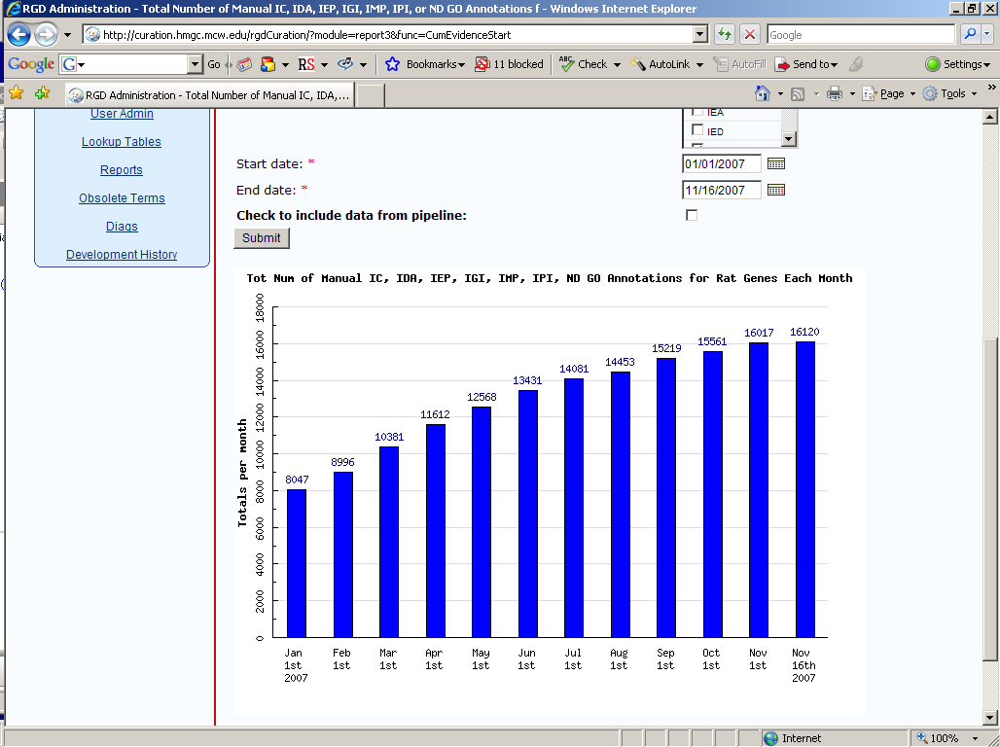 RGD Administration - Total Number of Manual IC, IDA, IEP, IGI, IMP, IPI, or ND GO Annotations f - Windows Internet Explorer
http://curation.hmgc.mcw.edu/rgdCuration/?module=report38&func=CumEvidenceStart
Google
Google G Go RS Bookmarks 11 blocked ABC Check AutoLink AutoFill Send to Settings
RGD Administration - Total Number of Manual IC, IDA,... Page Tools
User Admin
Lookup Tables
Reports
Obsolete Terms
Diags
Development History
IEA
IED
Start date: * 01/01/2007
End date: * 11/16/2007
Check to include data from pipeline:
Submit
Tot Num of Manual IC, IDA, IEP, IGI, IMP, IPI, ND GO Annotations for Rat Genes Each Month
Totals per month
18000
16000
14000
12000
10000
8000
6000
4000
2000
0
8047 8996 10381 11612 12568 13431 14081 14453 15219 15561 16017 16120
Jan Feb Mar Apr May Jun Jul Aug Sep Oct Nov Nov
1st 1st 1st 1st 1st 1st 1st 1st 1st 1st 1st 16th
2007 2007
Internet 100%